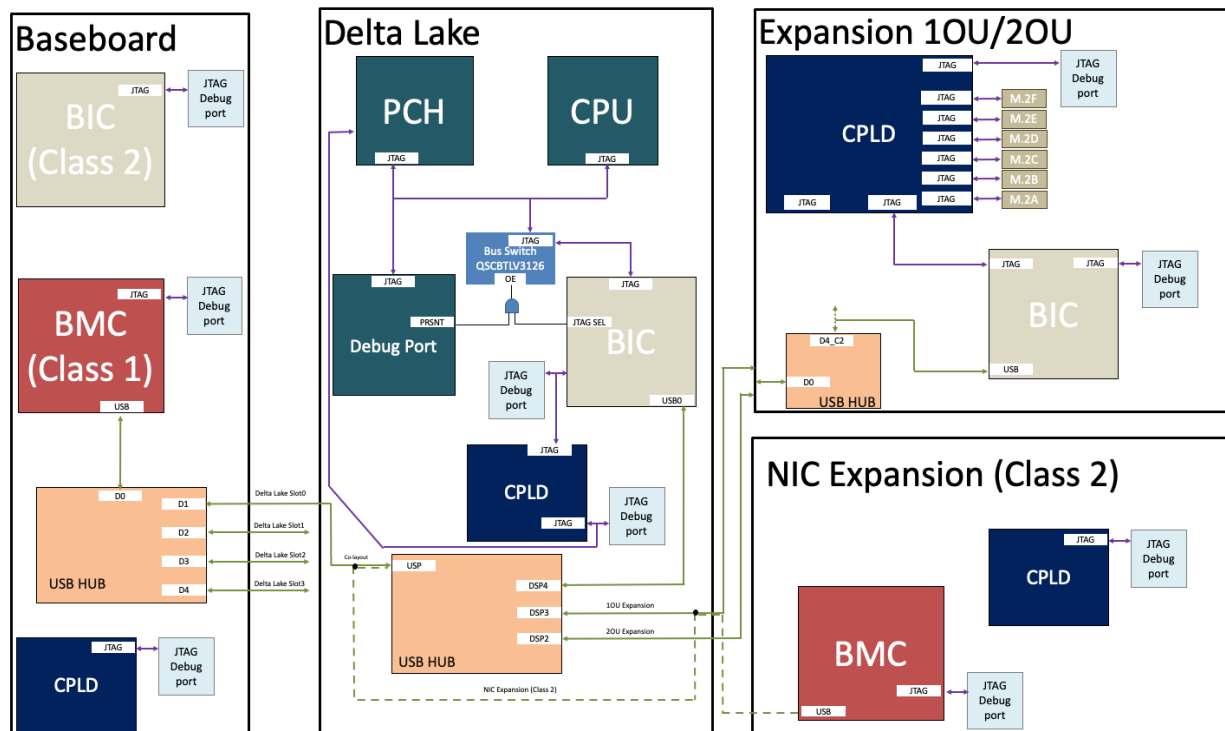 Baseboard
JTAG
BIC
(Class 2)
JTAG
Debug
port
JTAG
BMC
(Class 1)
USB
JTAG
Debug
port
D0
D1
D2
D3
D4
USB HUB
Delta Lake Slot0
Delta Lake Slot1
Delta Lake Slot2
Delta Lake Slot3
JTAG
CPLD
JTAG
Debug
port
Delta Lake
PCH
JTAG
CPU
JTAG
JTAG
Bus Switch
QSCBTLV3126
OE
JTAG
PRSNT
Debug Port
JTAG
JTAG SEL
BIC
USB0
JTAG
Debug
port
JTAG
CPLD
JTAG
JTAG
Debug
port
Co-layout
USP
DSP4
DSP3
DSP2
USB HUB
1OU Expansion
2OU Expansion
NIC Expansion (Class 2)
Expansion 1OU/2OU
JTAG
JTAG
JTAG
JTAG
JTAG
JTAG
JTAG
CPLD
JTAG
JTAG
JTAG
Debug
port
M.2F
M.2E
M.2D
M.2C
M.2B
M.2A
JTAG
JTAG
BIC
USB
JTAG
Debug
port
D4_C2
D0
USB HUB
NIC Expansion (Class 2)
JTAG
CPLD
JTAG
Debug
port
BMC
JTAG
USB
JTAG
Debug
port